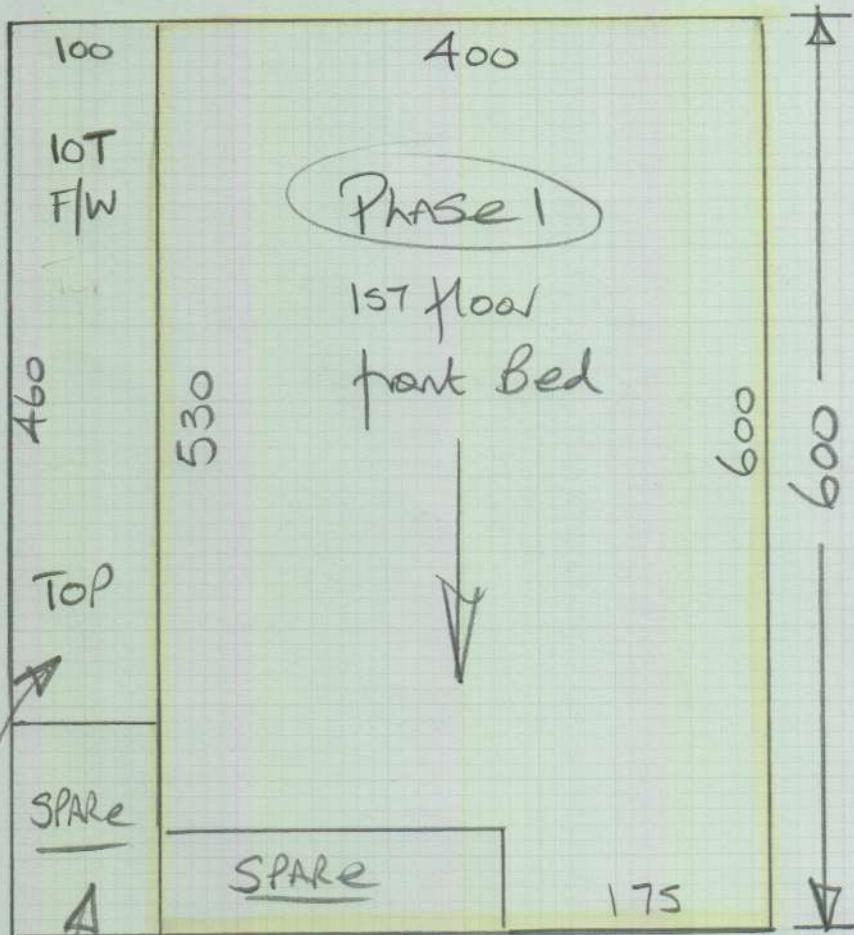 100
400
10T
F/W
Phase 1
1ST floor
front Bed
460
530
600
600
TOP
SPARe
SPARe
175